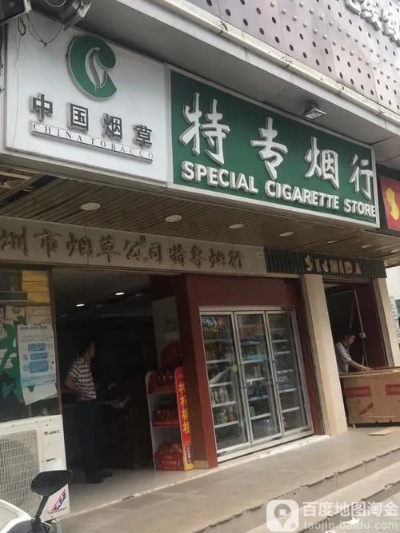 中国烟草
CHINA TOBACCO
特专烟行
SPECIAL CIGARETTE STORE
圳市烟草公司特专烟行
百度地图淘金
taojin.baidu.com